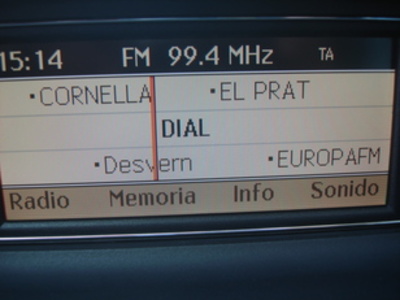 15:14 FM 99.4 MHz TA
·CORNELLA ·EL PRAT
DIAL
·Desvern ·EUROPAFM
Radio Memoria Info Sonido